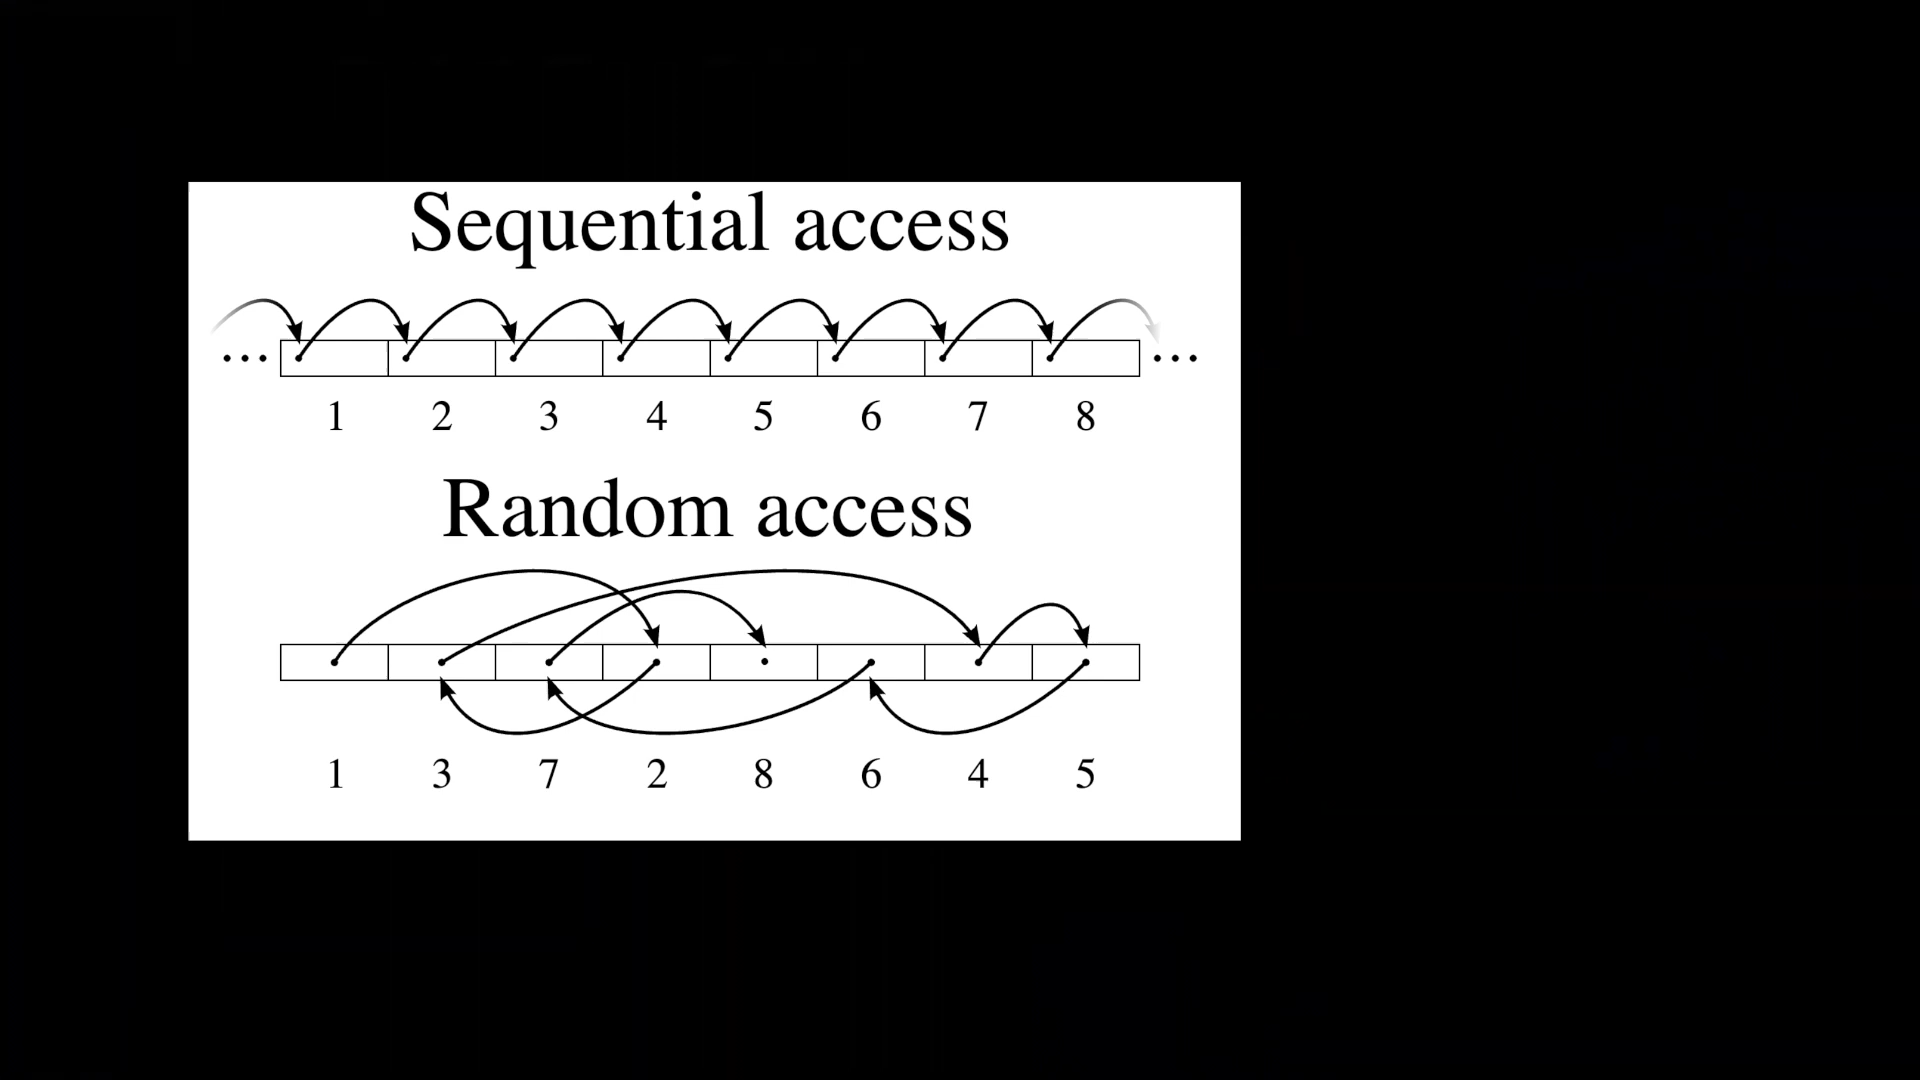 Sequential access
... ...
1 2 3 4 5 6 7 8
Random access
1 3 7 2 8 6 4 5